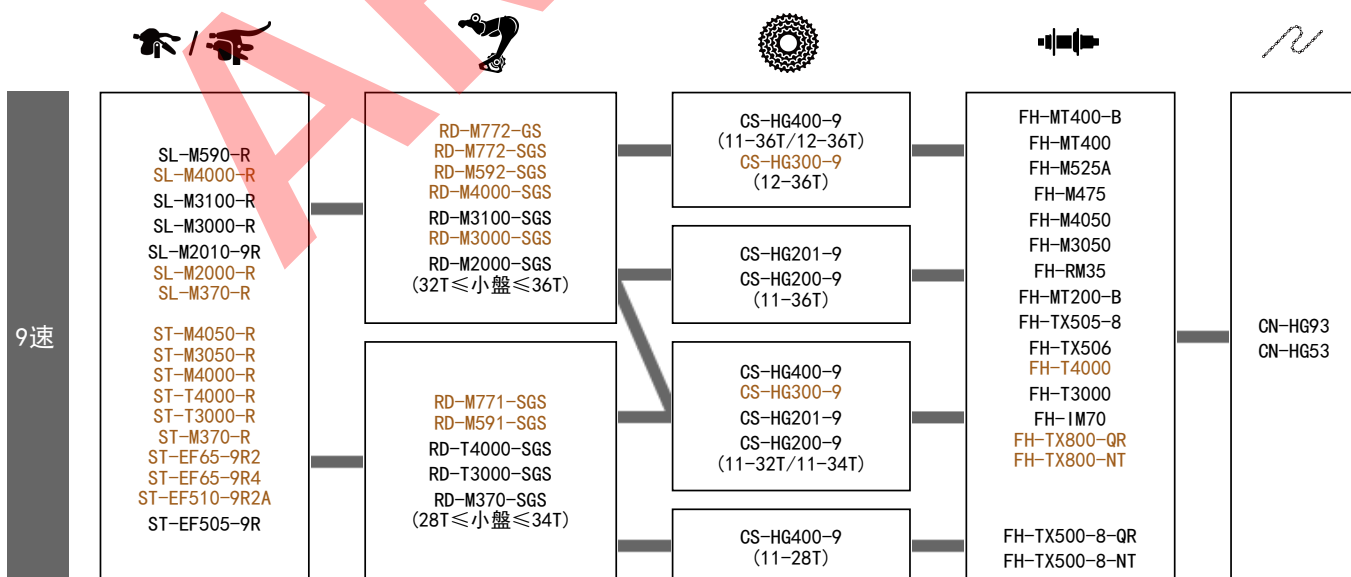 9速
SL-M590-R
SL-M4000-R
SL-M3100-R
SL-M3000-R
SL-M2010-9R
SL-M2000-R
SL-M370-R
ST-M4050-R
ST-M3050-R
ST-M4000-R
ST-T4000-R
ST-T3000-R
ST-M370-R
ST-EF65-9R2
ST-EF65-9R4
ST-EF510-9R2A
ST-EF505-9R
RD-M772-GS
RD-M772-SGS
RD-M592-SGS
RD-M4000-SGS
RD-M3100-SGS
RD-M3000-SGS
RD-M2000-SGS
(32T≤小盤≤36T)
RD-M771-SGS
RD-M591-SGS
RD-T4000-SGS
RD-T3000-SGS
RD-M370-SGS
(28T≤小盤≤34T)
CS-HG400-9
(11-36T/12-36T)
CS-HG300-9
(12-36T)
CS-HG201-9
CS-HG200-9
(11-36T)
CS-HG400-9
CS-HG300-9
CS-HG201-9
CS-HG200-9
(11-32T/11-34T)
CS-HG400-9
(11-28T)
FH-MT400-B
FH-MT400
FH-M525A
FH-M475
FH-M4050
FH-M3050
FH-RM35
FH-MT200-B
FH-TX505-8
FH-TX506
FH-T4000
FH-T3000
FH-IM70
FH-TX800-QR
FH-TX800-NT
FH-TX500-8-QR
FH-TX500-8-NT
CN-HG93
CN-HG53